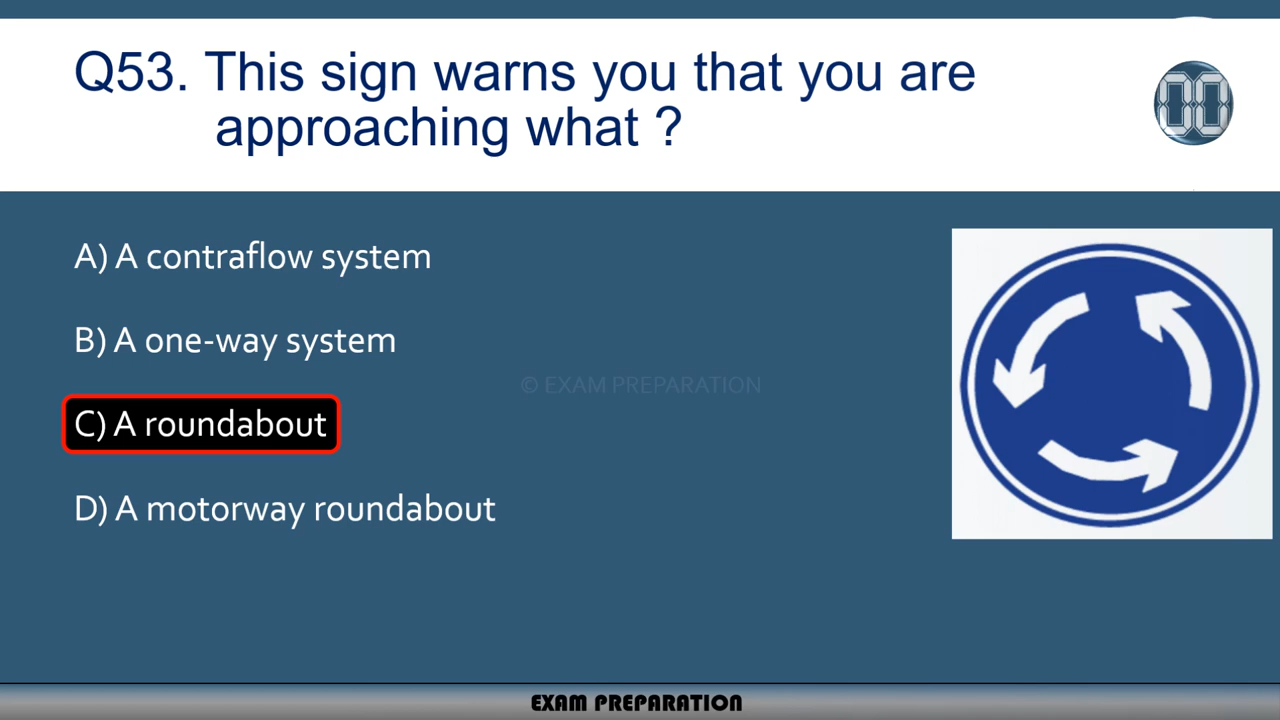 Q53. This sign warns you that you are
approaching what ?
00
A) A contraflow system
B) A one-way system
© EXAM PREPARATION
C) A roundabout
D) A motorway roundabout
EXAM PREPARATION